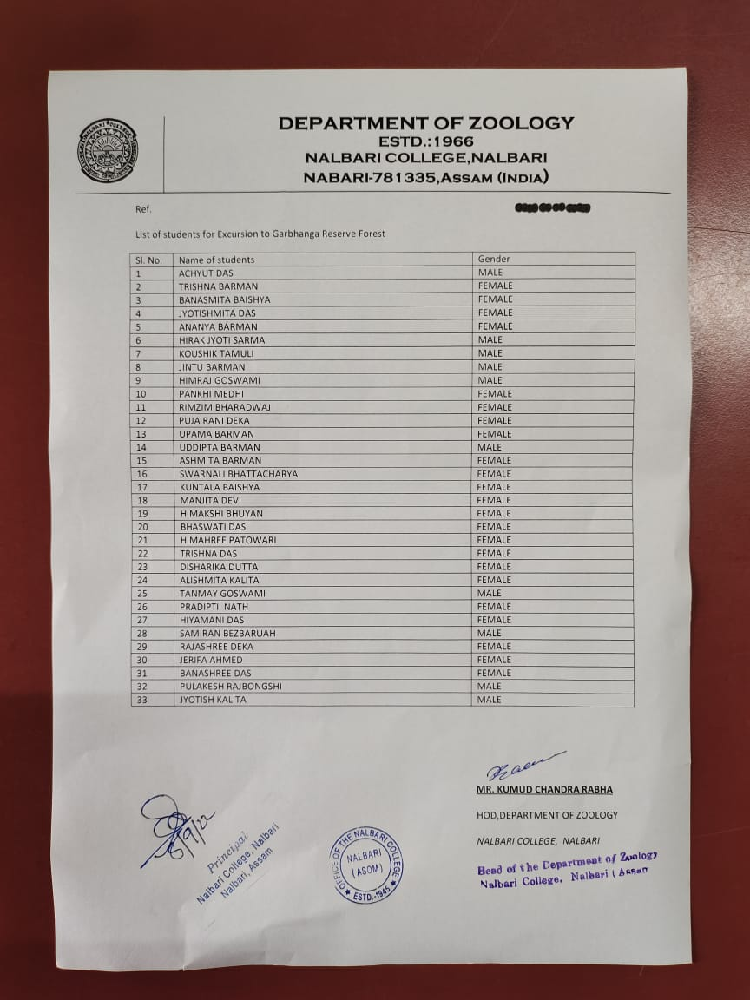 DEPARTMENT OF ZOOLOGY
ESTD.:1966
NALBARI COLLEGE,NALBARI
NABARI-781335,ASSAM (INDIA)
Ref.
List of students for Excursion to Garbhanga Reserve Forest
Sl. No. Name of students Gender
1 ACHYUT DAS MALE
2 TRISHNA BARMAN FEMALE
3 BANASMITA BAISHYA FEMALE
4 JYOTISHMITA DAS FEMALE
5 ANANYA BARMAN FEMALE
6 HIRAK JYOTI SARMA MALE
7 KOUSHIK TAMULI MALE
8 JINTU BARMAN MALE
9 HIMRAJ GOSWAMI MALE
10 PANKHI MEDHI FEMALE
11 RIMZIM BHARADWAJ FEMALE
12 PUJA RANI DEKA FEMALE
13 UPAMA BARMAN FEMALE
14 UDDIPTA BARMAN MALE
15 ASHMITA BARMAN FEMALE
16 SWARNALI BHATTACHARYA FEMALE
17 KUNTALA BAISHYA FEMALE
18 MANJITA DEVI FEMALE
19 HIMAKSHI BHUYAN FEMALE
20 BHASWATI DAS FEMALE
21 HIMAHREE PATOWARI FEMALE
22 TRISHNA DAS FEMALE
23 DISHARIKA DUTTA FEMALE
24 ALISHMITA KALITA FEMALE
25 TANMAY GOSWAMI MALE
26 PRADIPTI NATH FEMALE
27 HIYAMANI DAS FEMALE
28 SAMIRAN BEZBARUAH MALE
29 RAJASHREE DEKA FEMALE
30 JERIFA AHMED FEMALE
31 BANASHREE DAS FEMALE
32 PULAKESH RAJBONGSHI MALE
33 JYOTISH KALITA MALE
MR. KUMUD CHANDRA RABHA
HOD,DEPARTMENT OF ZOOLOGY
NALBARI COLLEGE, NALBARI
Head of the Department of Zoology
Nalbari College, Nalbari (Assam
Principal
Nalbari College, Nalbari
Nalbari, Assam
OFFICE OF THE NALBARI COLLEGE
NALBARI
(ASOM)
ESTD.-1945